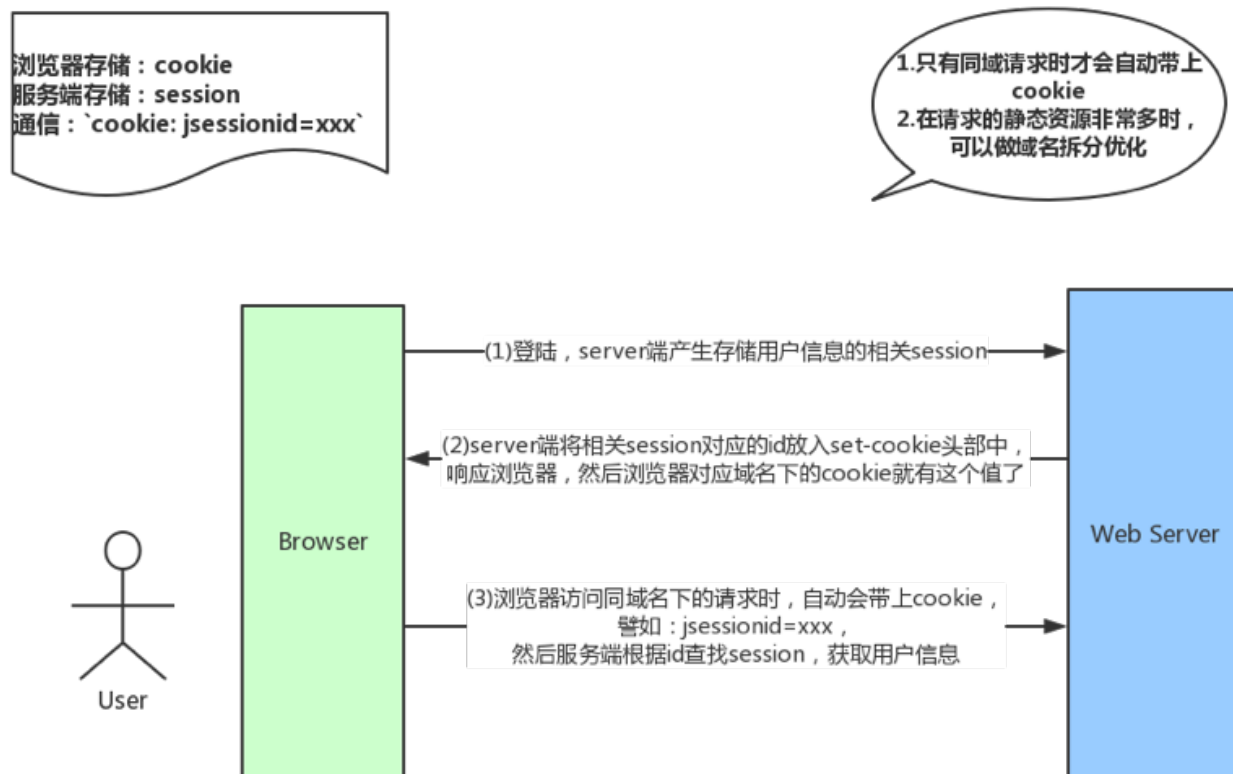 浏览器存储：cookie
服务端存储：session
通信：`cookie: jsessionid=xxx`
1.只有同域请求时才会自动带上
cookie
2.在请求的静态资源非常多时，
可以做域名拆分优化
(1)登陆，server端产生存储用户信息的相关session
(2)server端将相关session对应的id放入set-cookie头部中，
响应浏览器，然后浏览器对应域名下的cookie就有这个值了
Browser
Web Server
(3)浏览器访问同域名下的请求时，自动会带上cookie，
譬如：jsessionid=xxx，
然后服务端根据id查找session，获取用户信息
User